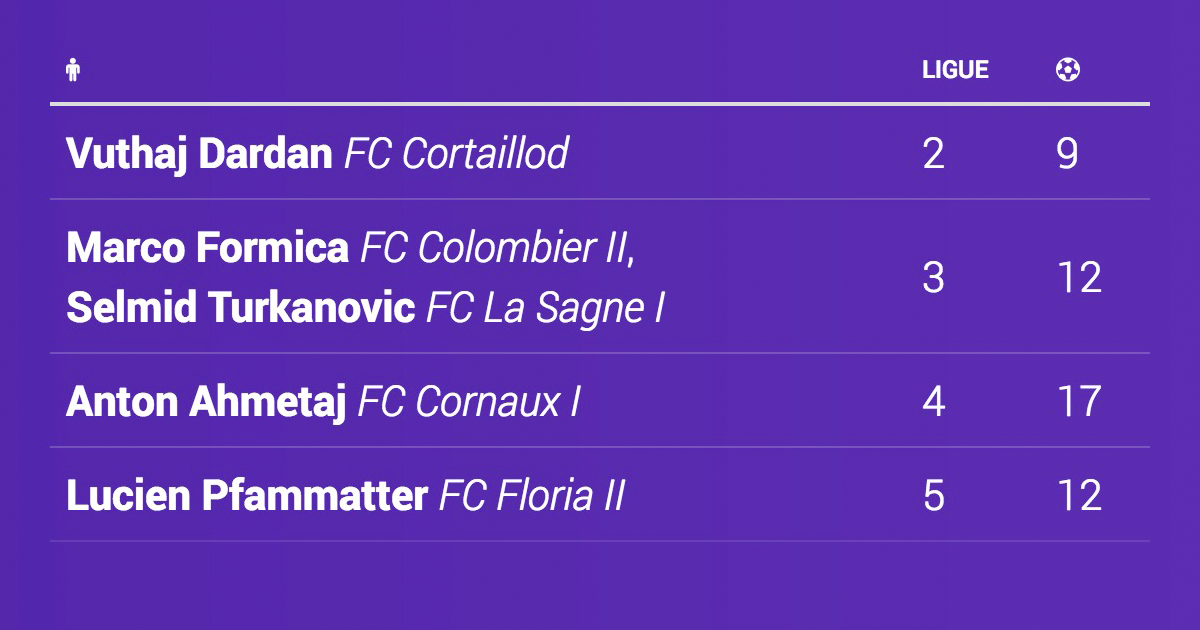 LIGUE
Vuthaj Dardan FC Cortaillod 2 9
Marco Formica FC Colombier II,
Selmid Turkanovic FC La Sagne I 3 12
Anton Ahmetaj FC Cornaux I 4 17
Lucien Pfammatter FC Floria II 5 12